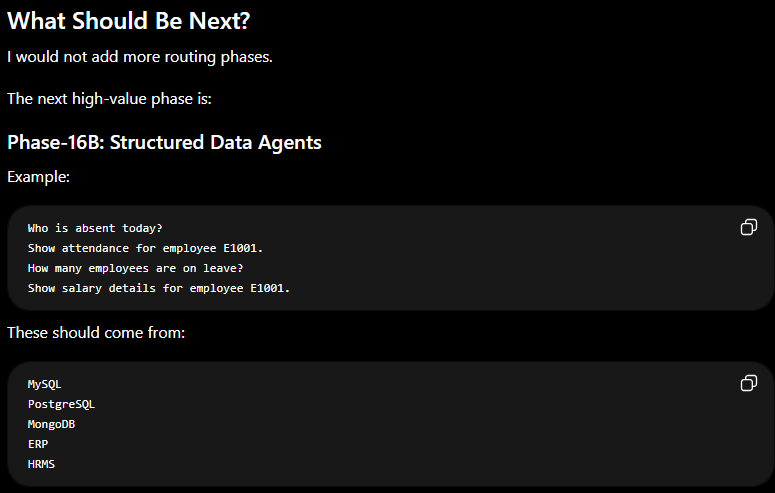 What Should Be Next?
I would not add more routing phases.
The next high-value phase is:
Phase-16B: Structured Data Agents
Example:
Who is absent today?
Show attendance for employee E1001.
How many employees are on leave?
Show salary details for employee E1001.
These should come from:
MySQL
PostgreSQL
MongoDB
ERP
HRMS